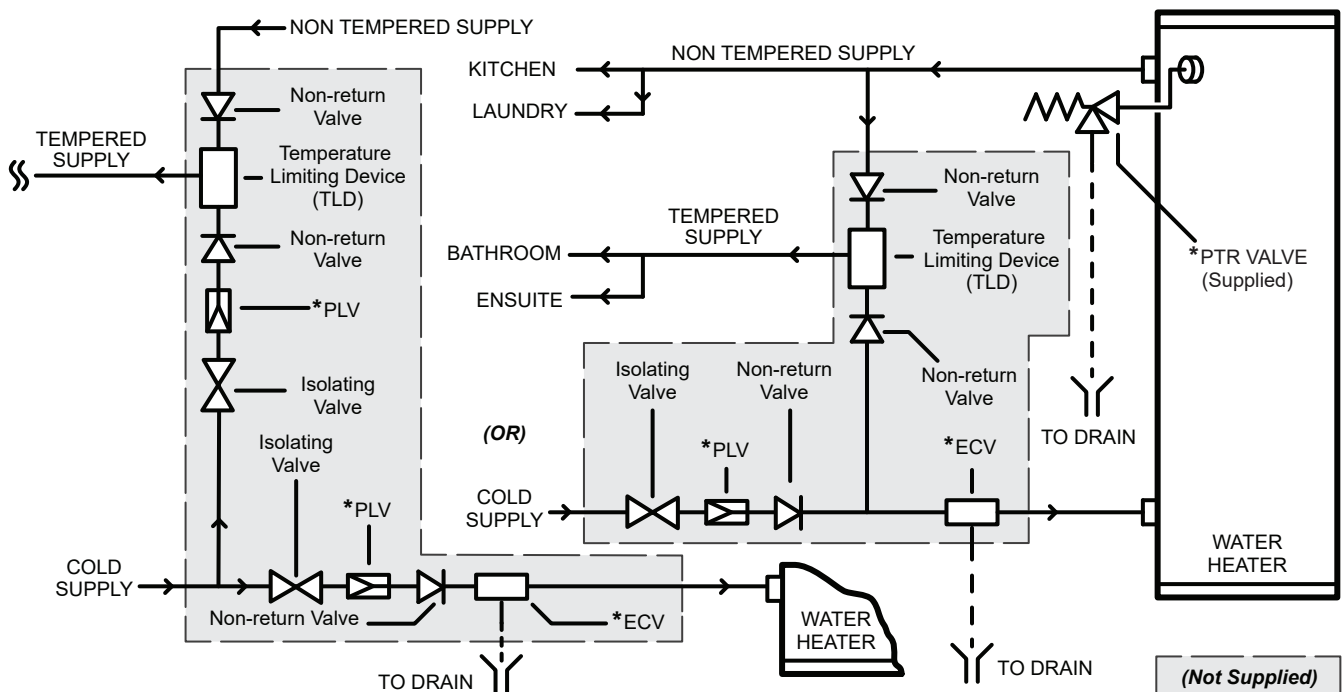 NON TEMPERED SUPPLY
Non-return
Valve
TEMPERED
SUPPLY
Temperature
Limiting Device
(TLD)
Non-return
Valve
*PLV
Isolating
Valve
Isolating
Valve
*PLV
COLD
SUPPLY
Non-return Valve
*ECV
TO DRAIN
WATER
HEATER
(OR)
NON TEMPERED SUPPLY
KITCHEN
LAUNDRY
Non-return
Valve
TEMPERED
SUPPLY
BATHROOM
ENSUITE
Temperature
Limiting Device
(TLD)
*PTR VALVE
(Supplied)
Isolating
Valve
Non-return
Valve
Non-return
Valve
TO DRAIN
*PLV
*ECV
COLD
SUPPLY
WATER
HEATER
TO DRAIN
(Not Supplied)